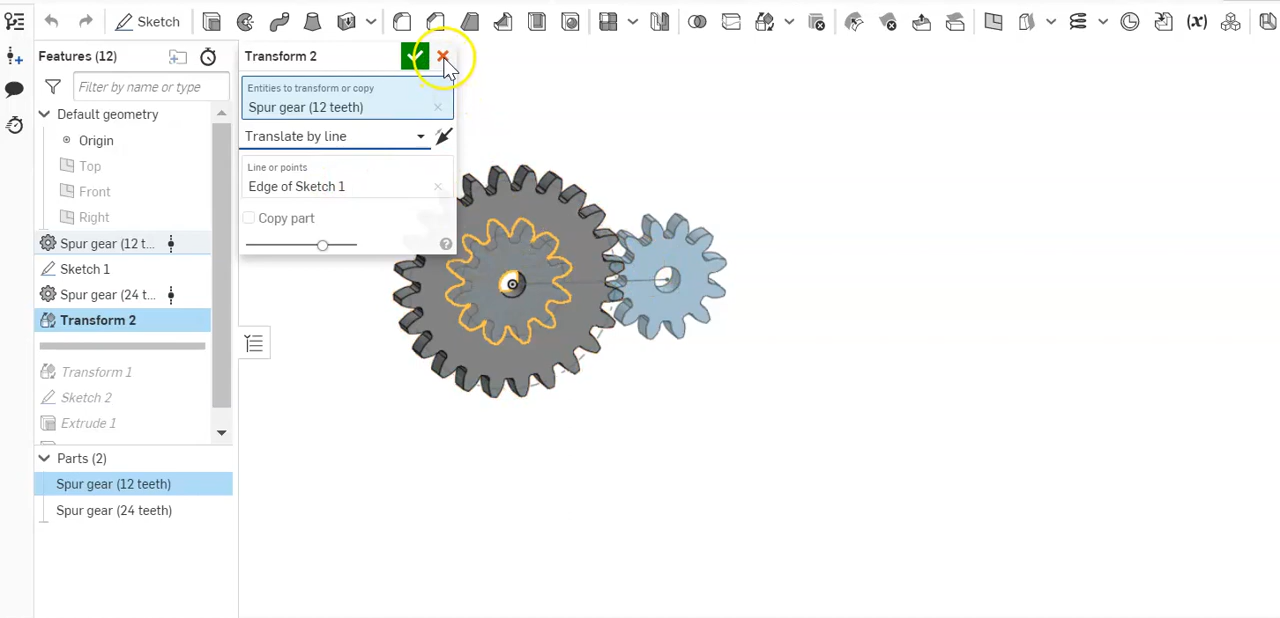 Sketch
(x)
Features (12)
Filter by name or type
Default geometry
Origin
Top
Front
Right
Spur gear (12 t...
Sketch 1
Spur gear (24 t...
Transform 2
Transform 1
Sketch 2
Extrude 1
Parts (2)
Spur gear (12 teeth)
Spur gear (24 teeth)
Transform 2
Entities to transform or copy
Spur gear (12 teeth)
Translate by line
Line or points
Edge of Sketch 1
Copy part